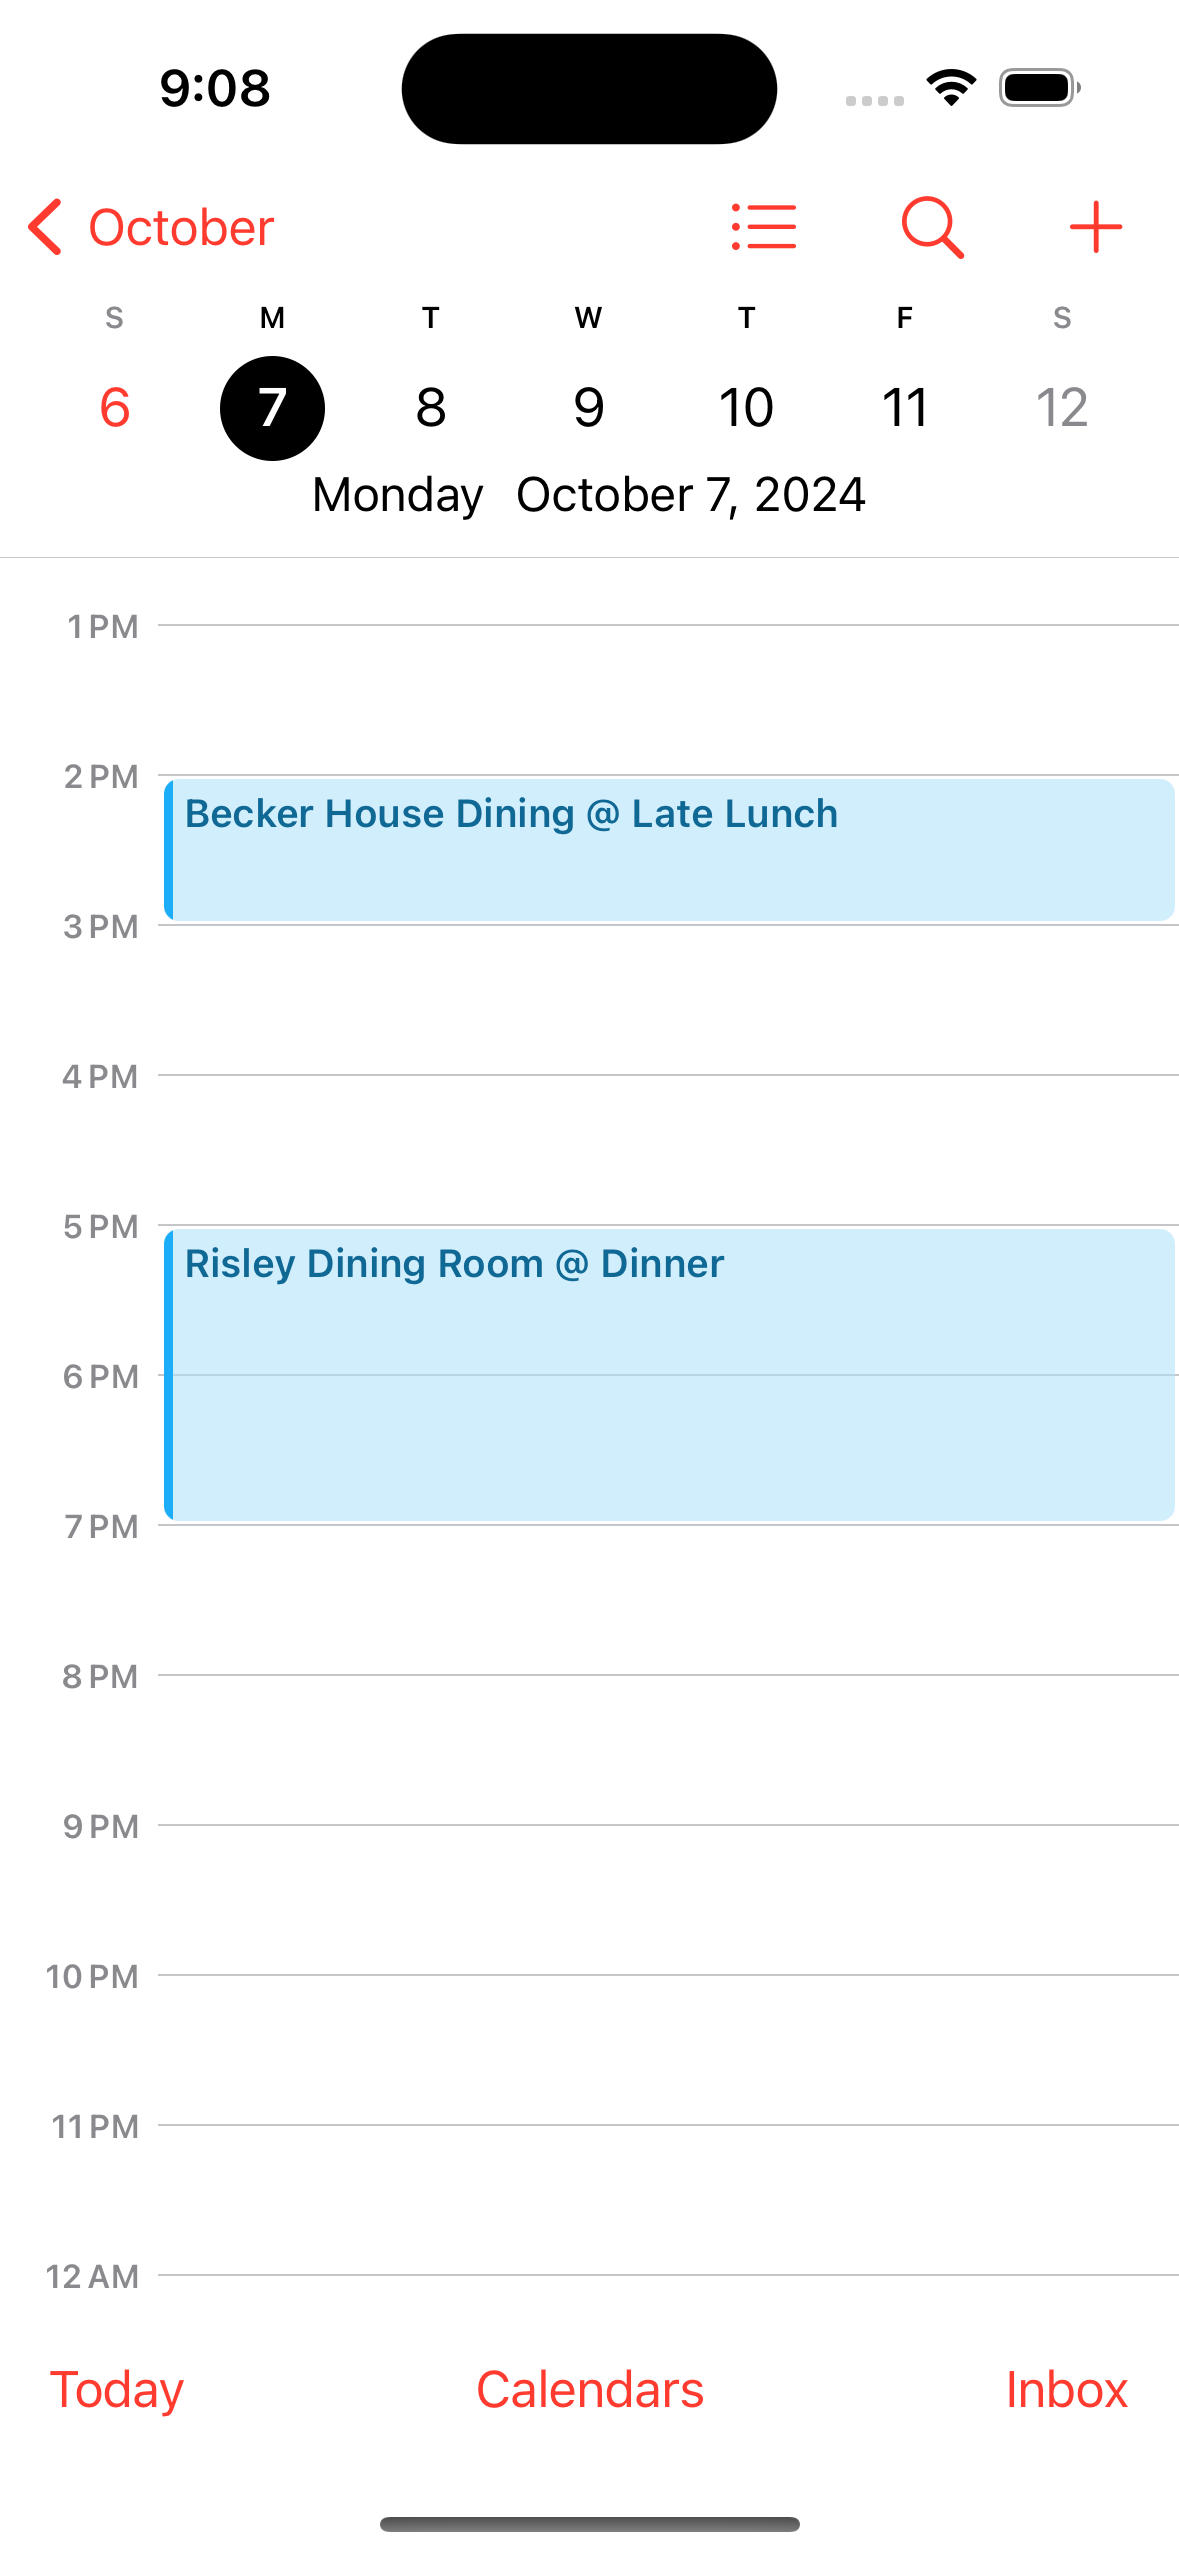 9:08
October
S M T W T F S
6 7 8 9 10 11 12
Monday October 7, 2024
1 PM
2 PM
Becker House Dining @ Late Lunch
3 PM
4 PM
5 PM
Risley Dining Room @ Dinner
6 PM
7 PM
8 PM
9 PM
10 PM
11 PM
12 AM
Today Calendars Inbox